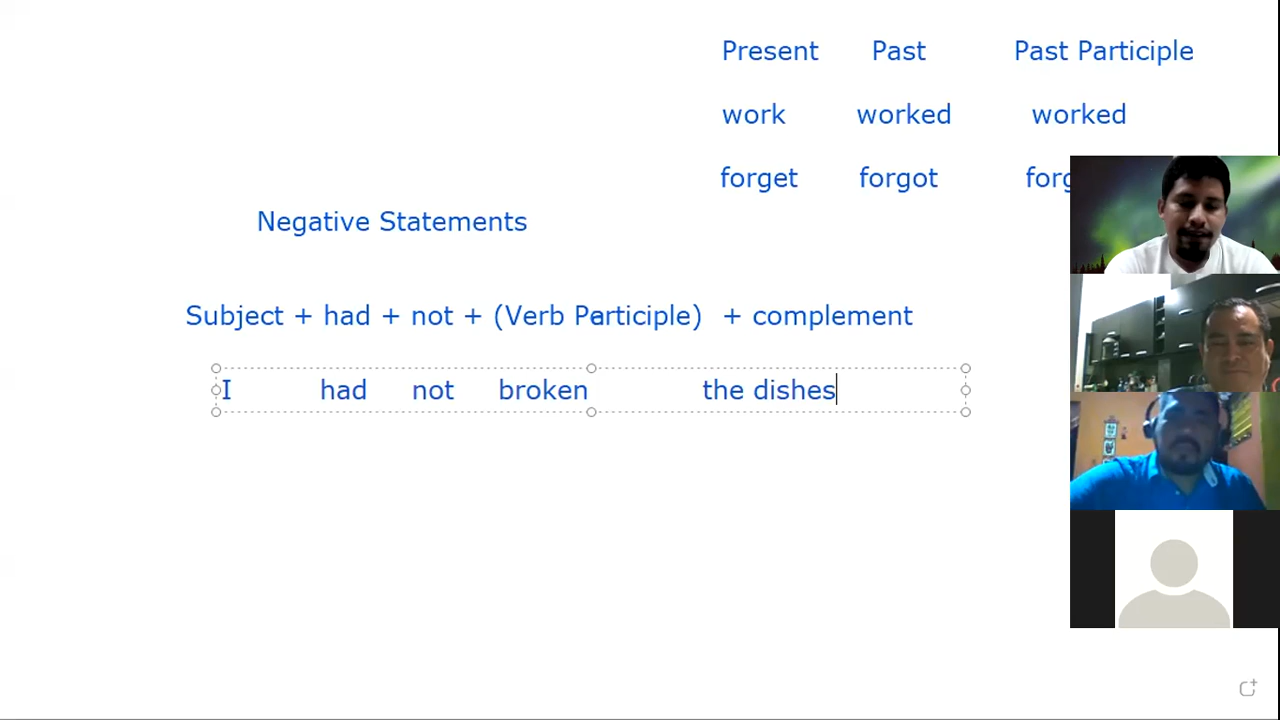 Present Past Past Participle
work worked worked
forget forgot
Negative Statements
Subject + had + not + (Verb Participle) + complement
I had not broken the dishes